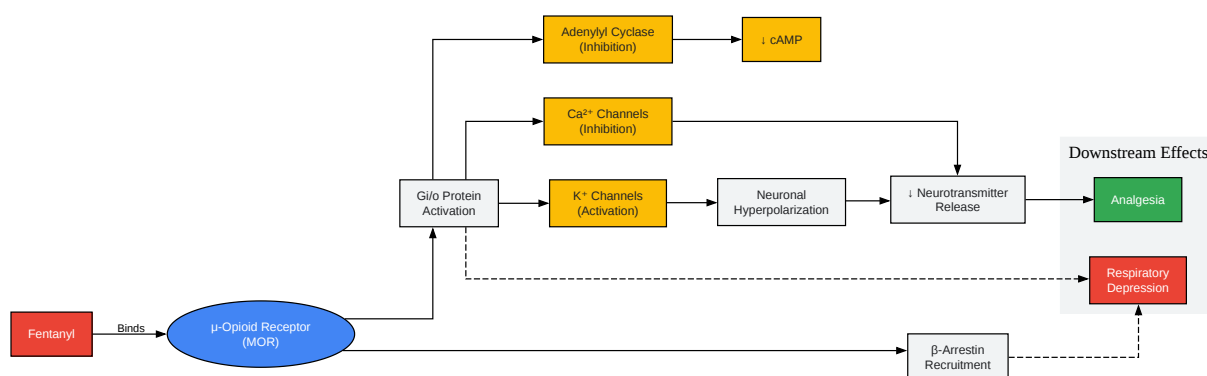 Adenylyl Cyclase
(Inhibition)
↓ cAMP
Ca²⁺ Channels
(Inhibition)
Downstream Effects
Gi/o Protein
Activation
K⁺ Channels
(Activation)
Neuronal
Hyperpolarization
↓ Neurotransmitter
Release
Analgesia
Respiratory
Depression
Fentanyl
Binds
μ-Opioid Receptor
(MOR)
β-Arrestin
Recruitment